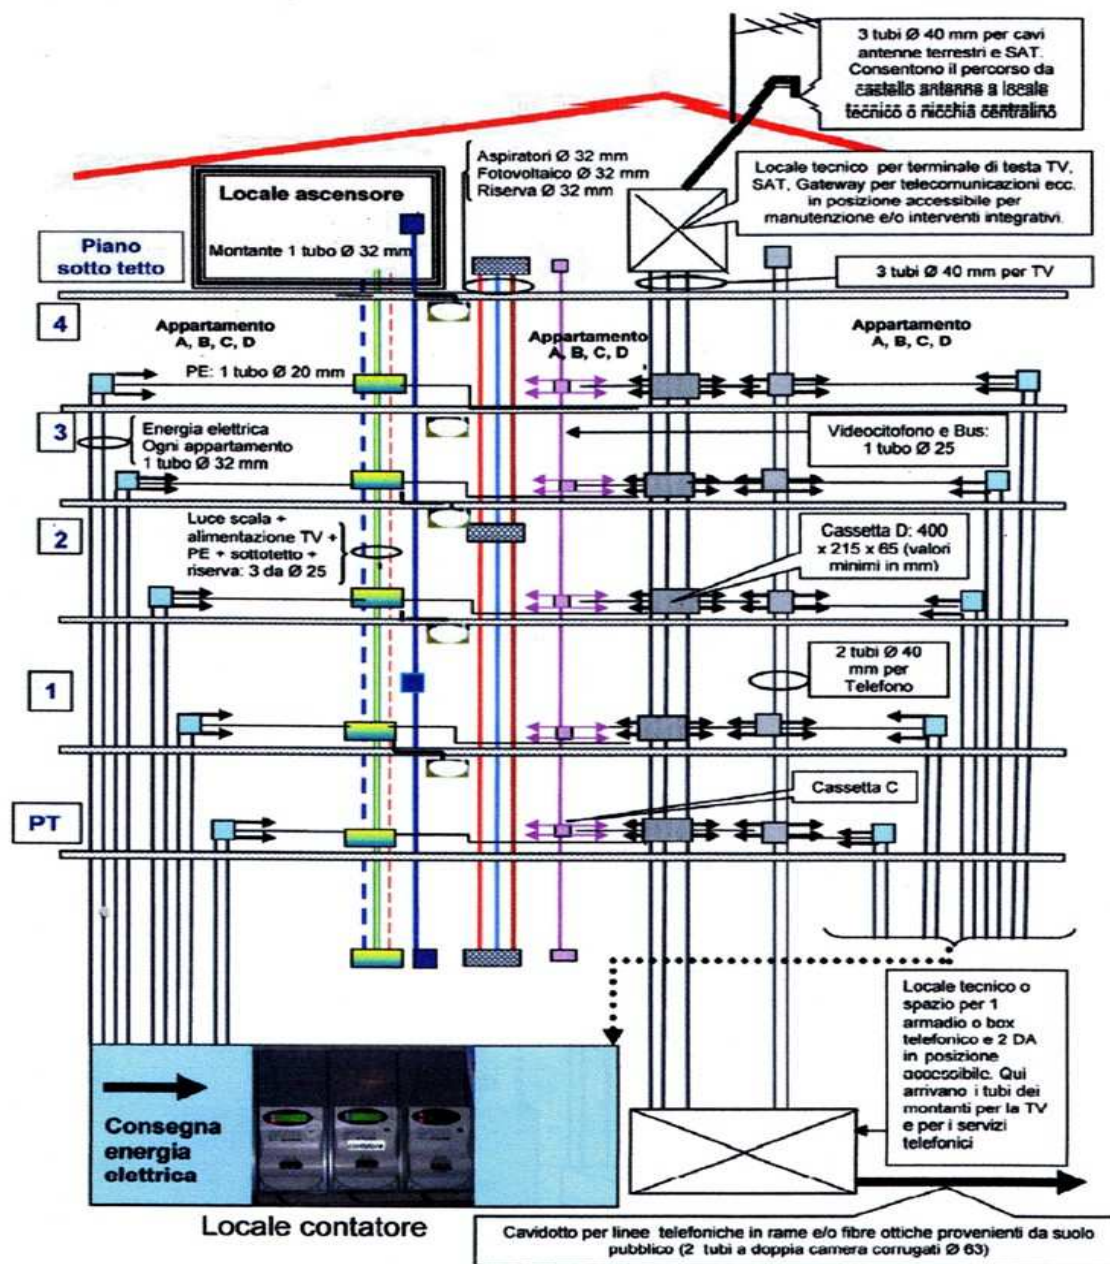 3 tubi Ø 40 mm per cavi
antenne terrestri e SAT.
Consentono il percorso da
castello antenne a locale
tecnico o nicchia centralino
Aspiratori Ø 32 mm
Fotovoltaico Ø 32 mm
Riserva Ø 32 mm
Locale tecnico per terminale di testa TV,
SAT, Gateway per telecomunicazioni ecc.
in posizione accessibile per
manutenzione e/o interventi integrativi.
Locale ascensore
Montante 1 tubo Ø 32 mm
Piano
sotto tetto
3 tubi Ø 40 mm per TV
4
Appartamento
A, B, C, D
Appartamento
A, B, C, D
Appartamento
A, B, C, D
PE: 1 tubo Ø 20 mm
3
Energia elettrica
Ogni appartamento
1 tubo Ø 32 mm
Videocitofono e Bus:
1 tubo Ø 25
2
Luce scala +
alimentazione TV +
PE + sottotetto +
riserva: 3 da Ø 25
Cassetta D: 400
x 215 x 65 (valori
minimi in mm)
1
2 tubi Ø 40
mm per
Telefono
PT
Cassetta C
Locale tecnico o
spazio per 1
armadio o box
telefonico e 2 DA
in posizione
accessibile. Qui
arrivano i tubi dei
montanti per la TV
e per i servizi
telefonici
Consegna
energia
elettrica
Locale contatore
Cavidotto per linee telefoniche in rame e/o fibre ottiche provenienti da suolo
pubblico (2 tubi a doppia camera corrugati Ø 63)